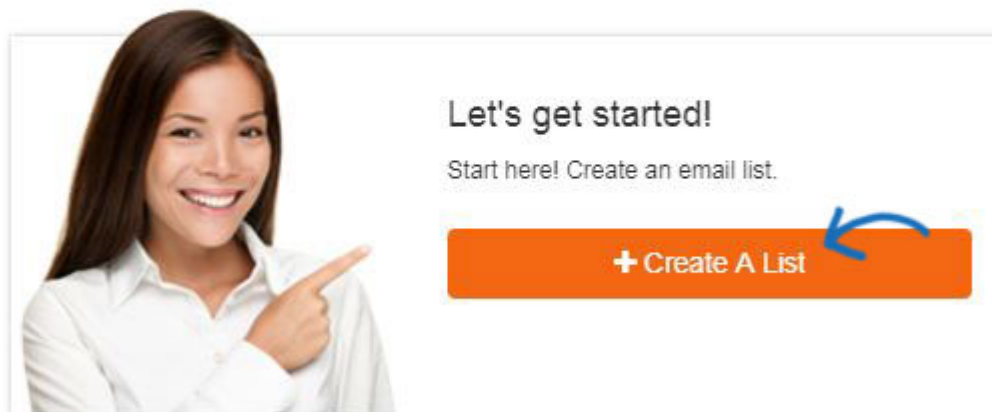 Let's get started!
Start here! Create an email list.
+ Create A List